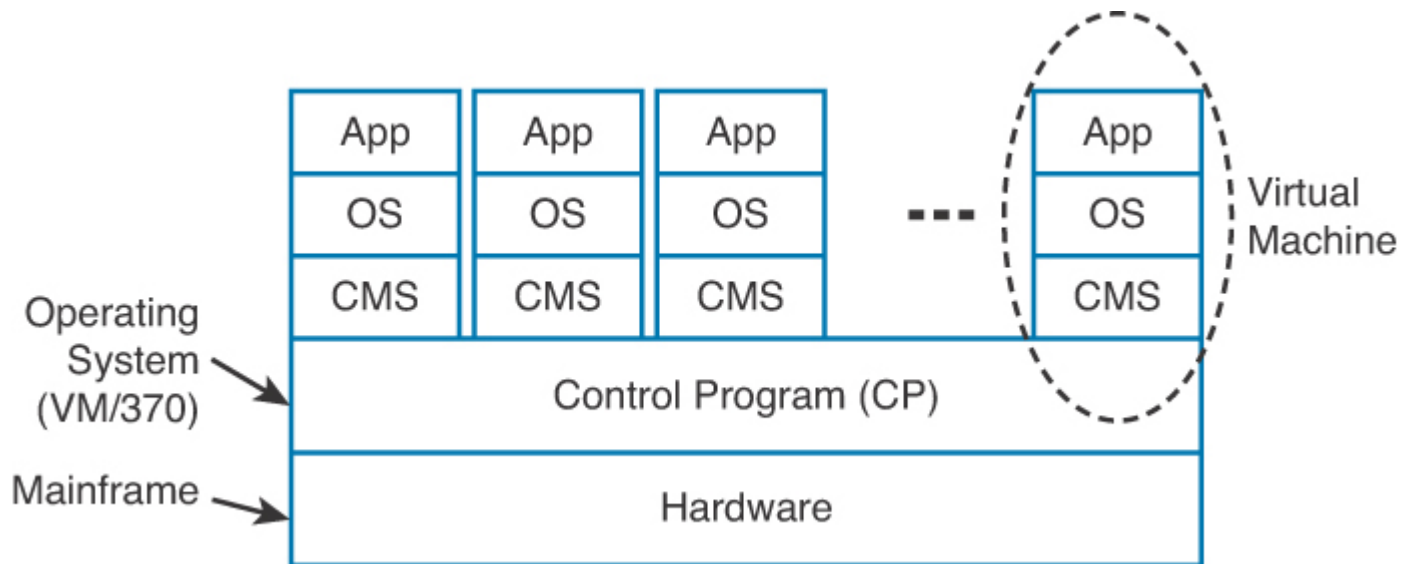 App App App App
OS OS OS OS
CMS CMS CMS CMS
Virtual
Machine
Operating
System
(VM/370)
Control Program (CP)
Mainframe
Hardware